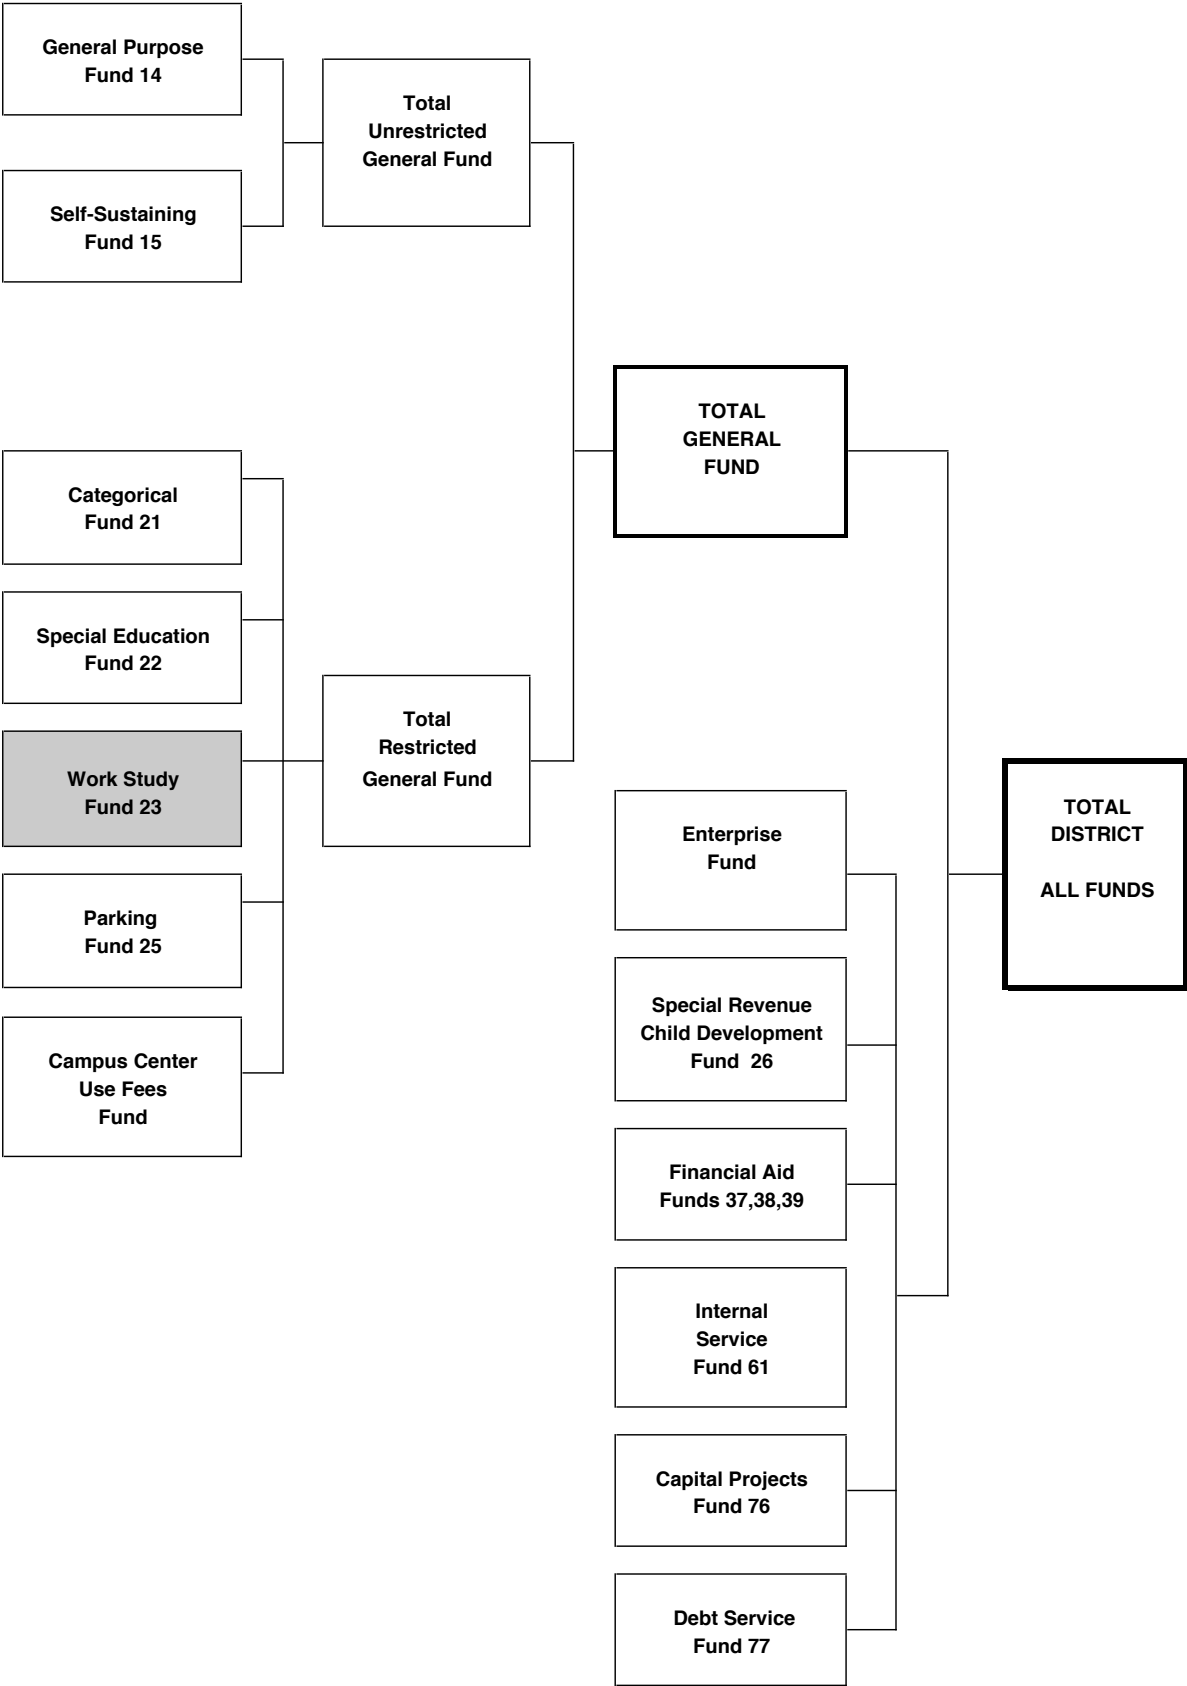 General Purpose
Fund 14
Total
Unrestricted
General Fund
Self-Sustaining
Fund 15
TOTAL
GENERAL
FUND
Categorical
Fund 21
Special Education
Fund 22
Total
Restricted
General Fund
Work Study
Fund 23
Enterprise
Fund
TOTAL
DISTRICT
ALL FUNDS
Parking
Fund 25
Special Revenue
Child Development
Fund  26
Campus Center
Use Fees
Fund
Financial Aid
Funds 37,38,39
Internal
Service
Fund 61
Capital Projects
Fund 76
Debt Service
Fund 77